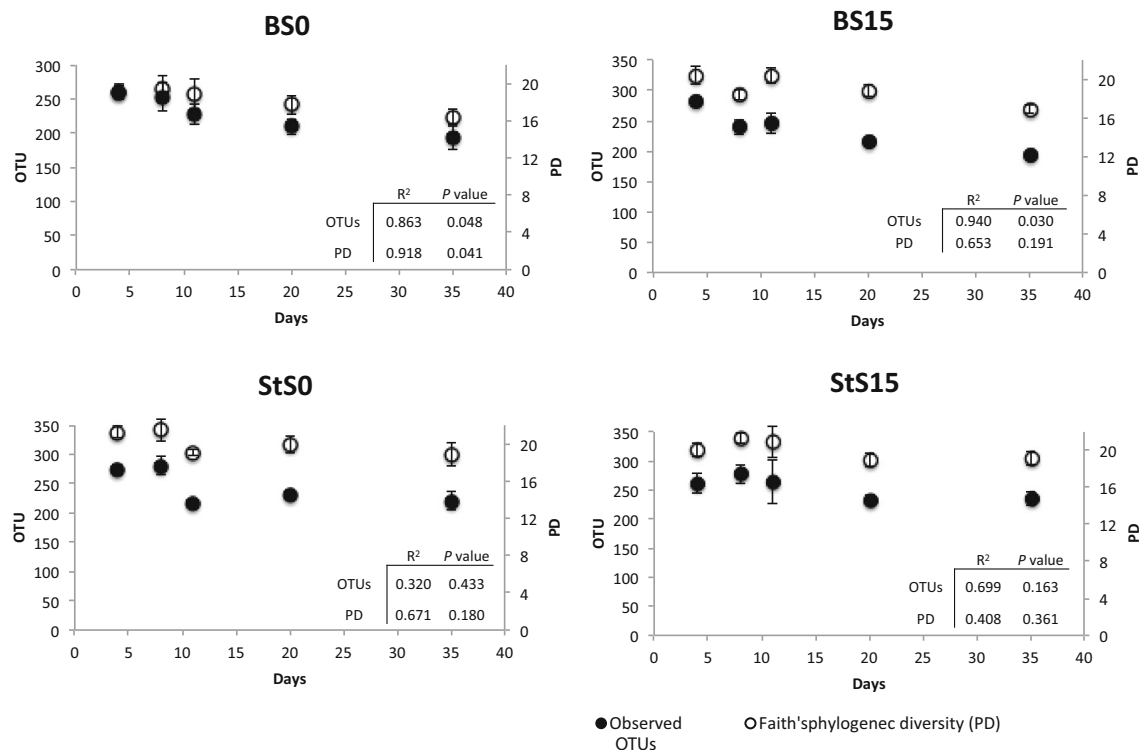 BS0
300
250
200
150
100
50
0
OTU
20
16
12
8
4
0
PD
R² P value
OTUs 0.863 0.048
PD 0.918 0.041
0 5 10 15 20 25 30 35 40
Days
BS15
350
300
250
200
150
100
50
0
OTU
20
16
12
8
4
0
PD
R² P value
OTUs 0.940 0.030
PD 0.653 0.191
0 5 10 15 20 25 30 35 40
Days
StS0
350
300
250
200
150
100
50
0
OTU
20
16
12
8
4
0
PD
R² P value
OTUs 0.320 0.433
PD 0.671 0.180
0 5 10 15 20 25 30 35 40
Days
StS15
350
300
250
200
150
100
50
0
OTU
20
16
12
8
4
0
PD
R² P value
OTUs 0.699 0.163
PD 0.408 0.361
0 5 10 15 20 25 30 35 40
Days
Observed
OTUs
Faith'sphylogenec diversity (PD)